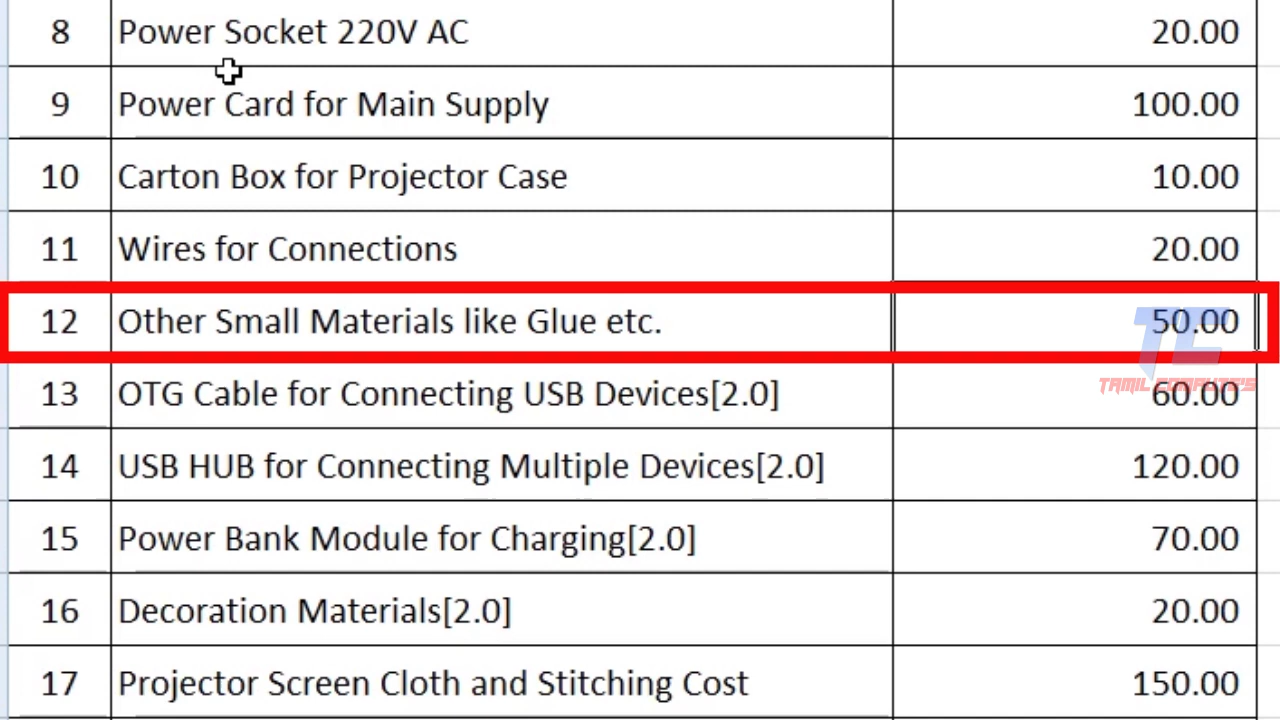 8 Power Socket 220V AC 20.00
9 Power Card for Main Supply 100.00
10 Carton Box for Projector Case 10.00
11 Wires for Connections 20.00
12 Other Small Materials like Glue etc. 50.00
TC
TAMIL COMPUTE'S
13 OTG Cable for Connecting USB Devices[2.0] 60.00
14 USB HUB for Connecting Multiple Devices[2.0] 120.00
15 Power Bank Module for Charging[2.0] 70.00
16 Decoration Materials[2.0] 20.00
17 Projector Screen Cloth and Stitching Cost 150.00